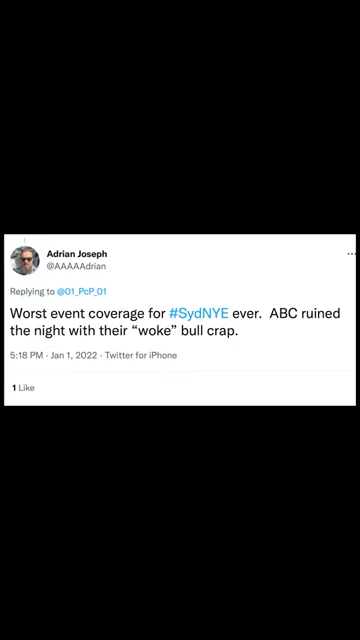 Adrian Joseph
@AAAAAdrian
Replying to @01_PcP_01
Worst event coverage for #SydNYE ever.  ABC ruined
the night with their “woke” bull crap.
5:18 PM · Jan 1, 2022 · Twitter for iPhone
1 Like